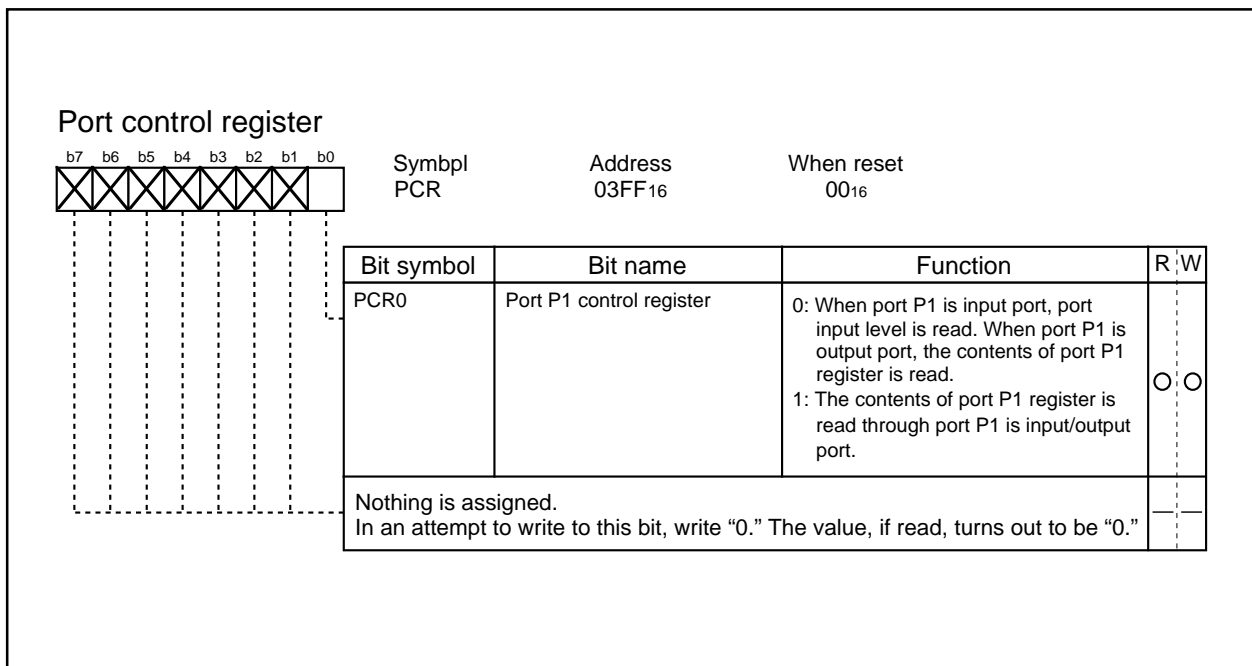 Port control register
b7 b6 b5 b4 b3 b2 b1 b0
Symbpl Address When reset
PCR 03FF16 0016
Bit symbol Bit name Function R W
PCR0 Port P1 control register 0: When port P1 is input port, port
input level is read. When port P1 is
output port, the contents of port P1
register is read.
1: The contents of port P1 register is
read through port P1 is input/output
port.
Nothing is assigned.
In an attempt to write to this bit, write “0.” The value, if read, turns out to be “0.”